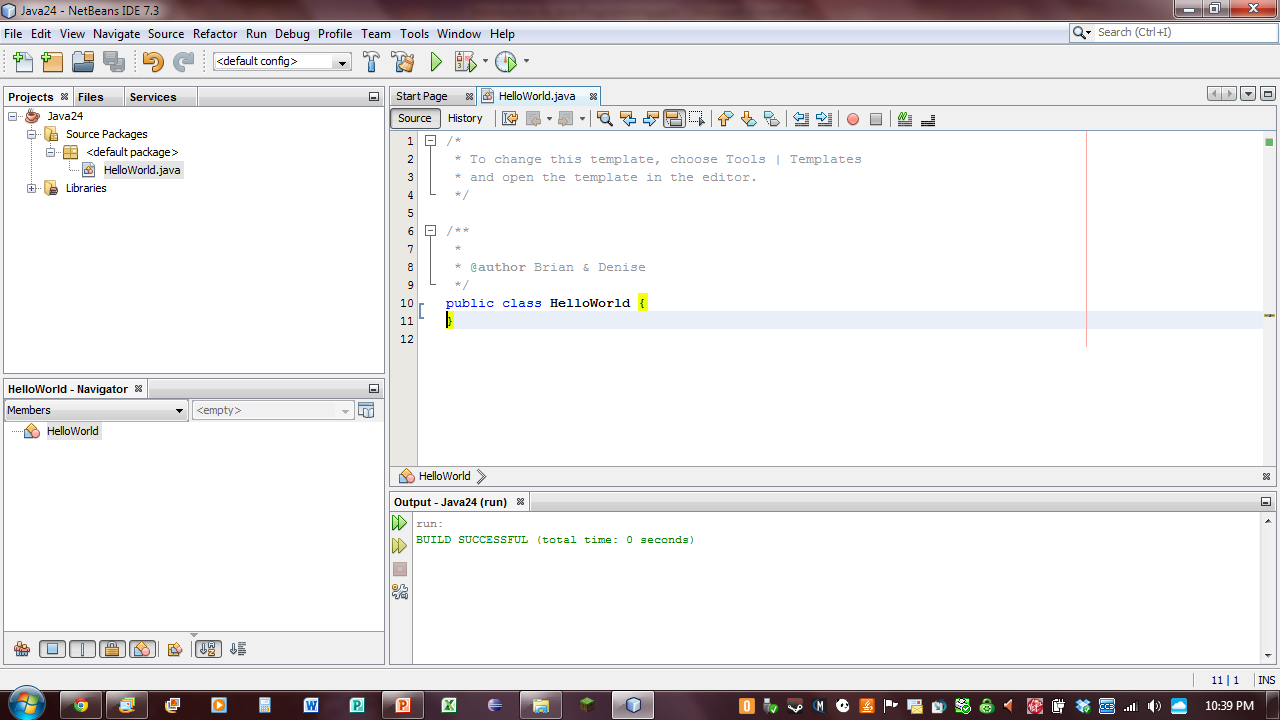 Java24 - NetBeans IDE 7.3
File Edit View Navigate Source Refactor Run Debug Profile Team Tools Window Help
Search (Ctrl+I)
<default config>
Projects Files Services
Java24
Source Packages
<default package>
HelloWorld.java
Libraries
HelloWorld - Navigator
Members
<empty>
HelloWorld
Start Page HelloWorld.java
Source History
1 /*
2 * To change this template, choose Tools | Templates
3 * and open the template in the editor.
4 */
5
6 /**
7 *
8 * @author Brian & Denise
9 */
10 public class HelloWorld {
11 }
12
HelloWorld
Output - Java24 (run)
run:
BUILD SUCCESSFUL (total time: 0 seconds)
11 | 1 INS
10:39 PM